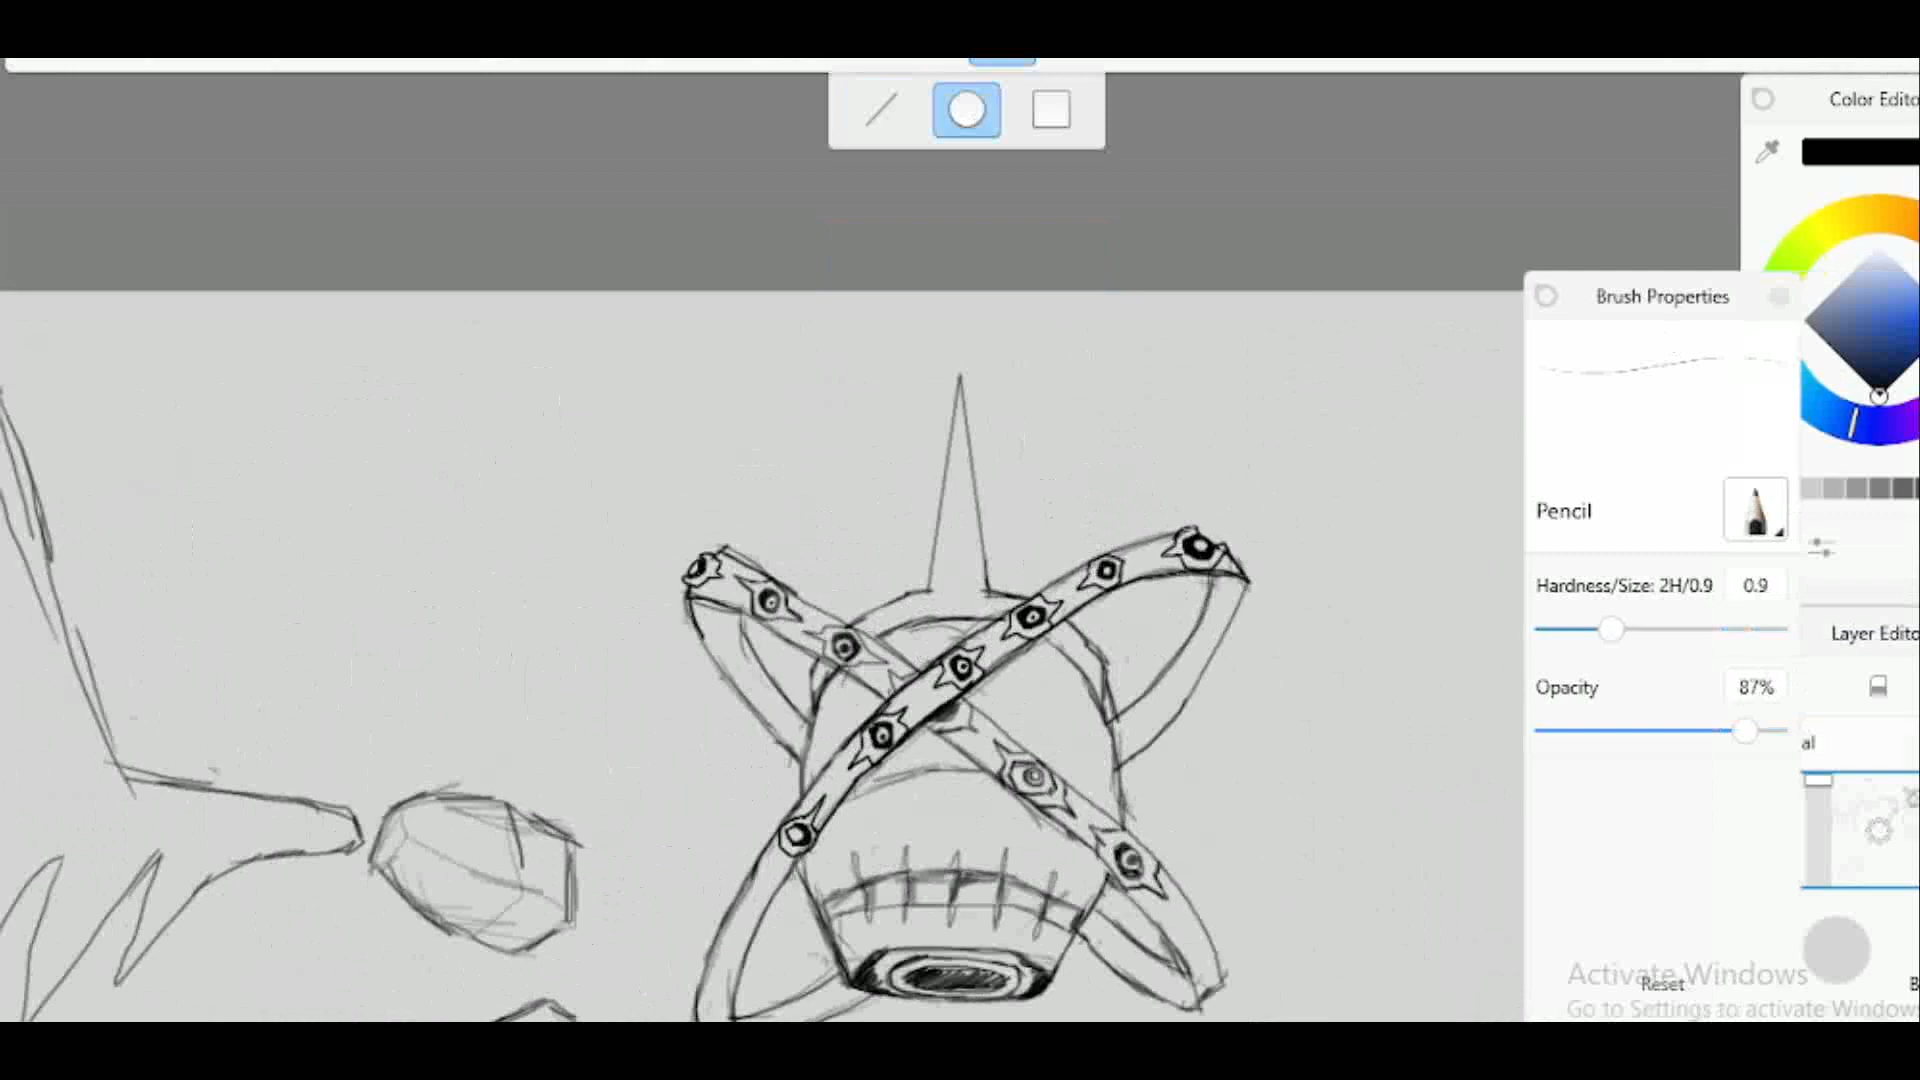 Color Edito
Brush Properties
Pencil
Hardness/Size: 2H/0.9 0.9
Layer Edito
Opacity 87%
al
Activate Windows
Reset B
Go to Settings to activate Windows